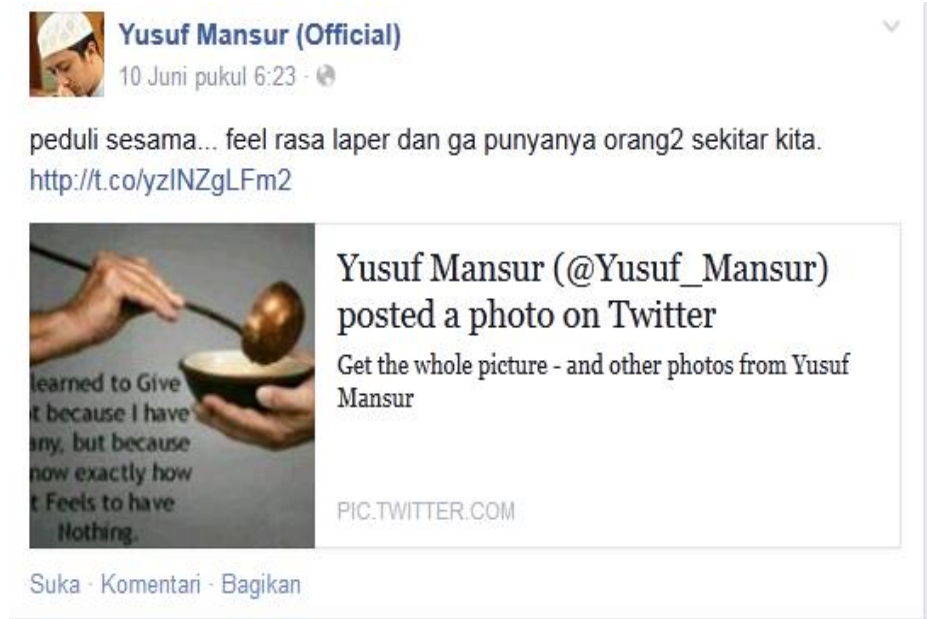 Yusuf Mansur (Official)
10 Juni pukul 6:23 ·
peduli sesama... feel rasa laper dan ga punyanya orang2 sekitar kita.
http://t.co/yzINZgLFm2
Yusuf Mansur (@Yusuf_Mansur)
posted a photo on Twitter
Get the whole picture - and other photos from Yusuf
Mansur
PIC.TWITTER.COM
learned to Give
t because I have
any, but because
now exactly how
t Feels to have
Nothing.
Suka · Komentari · Bagikan